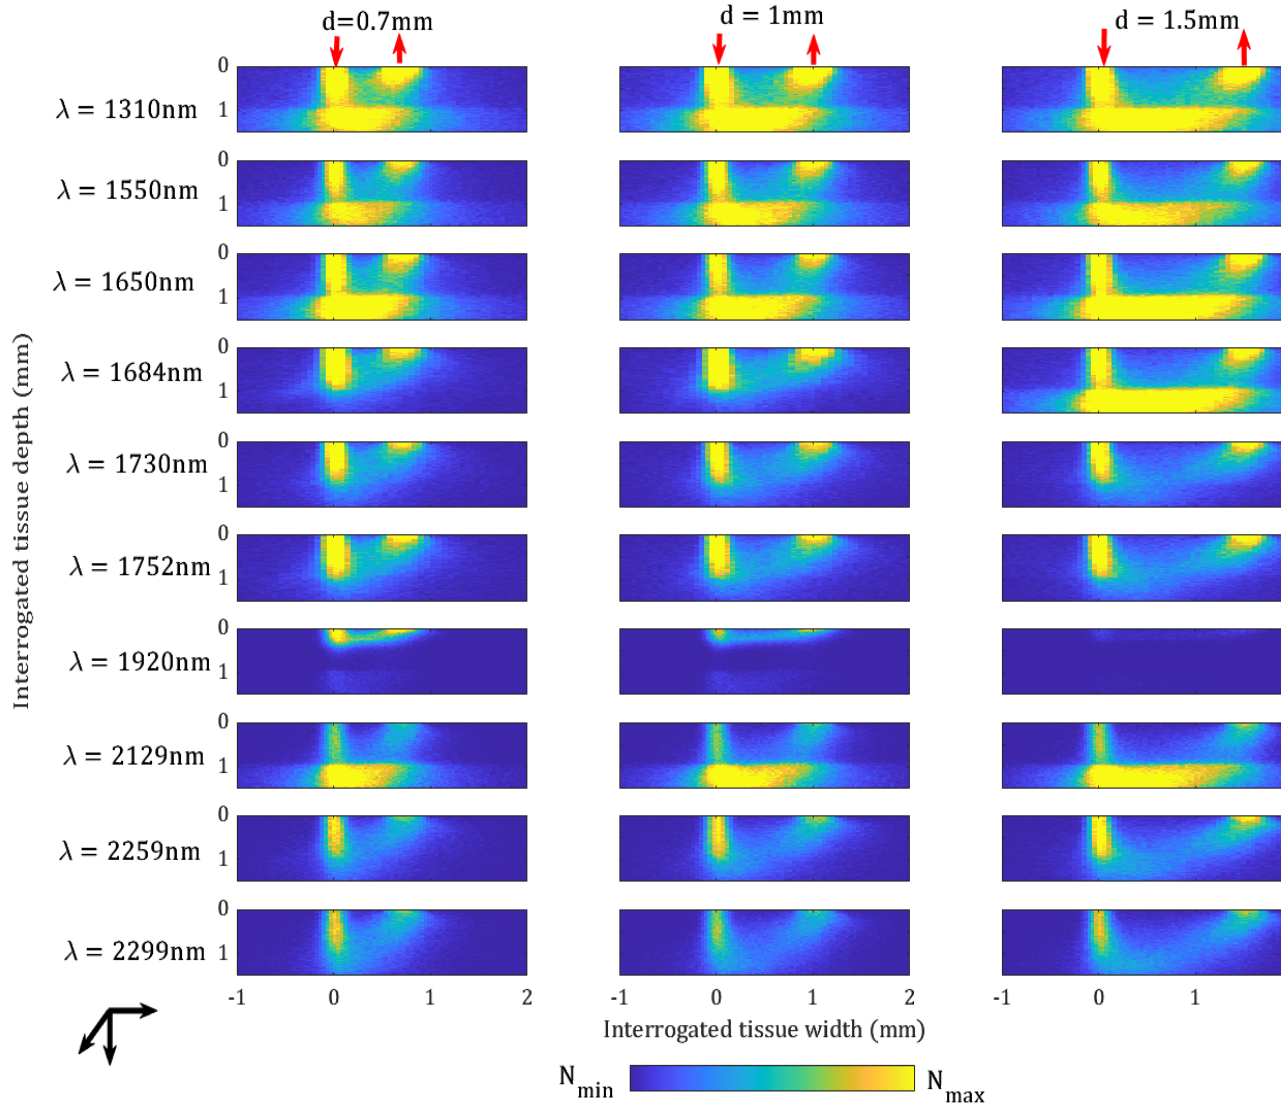 d=0.7mm
d = 1mm
d = 1.5mm
λ = 1310nm
0
1
λ = 1550nm
0
1
λ = 1650nm
0
1
λ = 1684nm
0
1
λ = 1730nm
0
1
λ = 1752nm
0
1
λ = 1920nm
0
1
λ = 2129nm
0
1
λ = 2259nm
0
1
λ = 2299nm
0
1
Interrogated tissue depth (mm)
-1 0 1 2
-1 0 1 2
-1 0 1
Interrogated tissue width (mm)
Nmin
Nmax